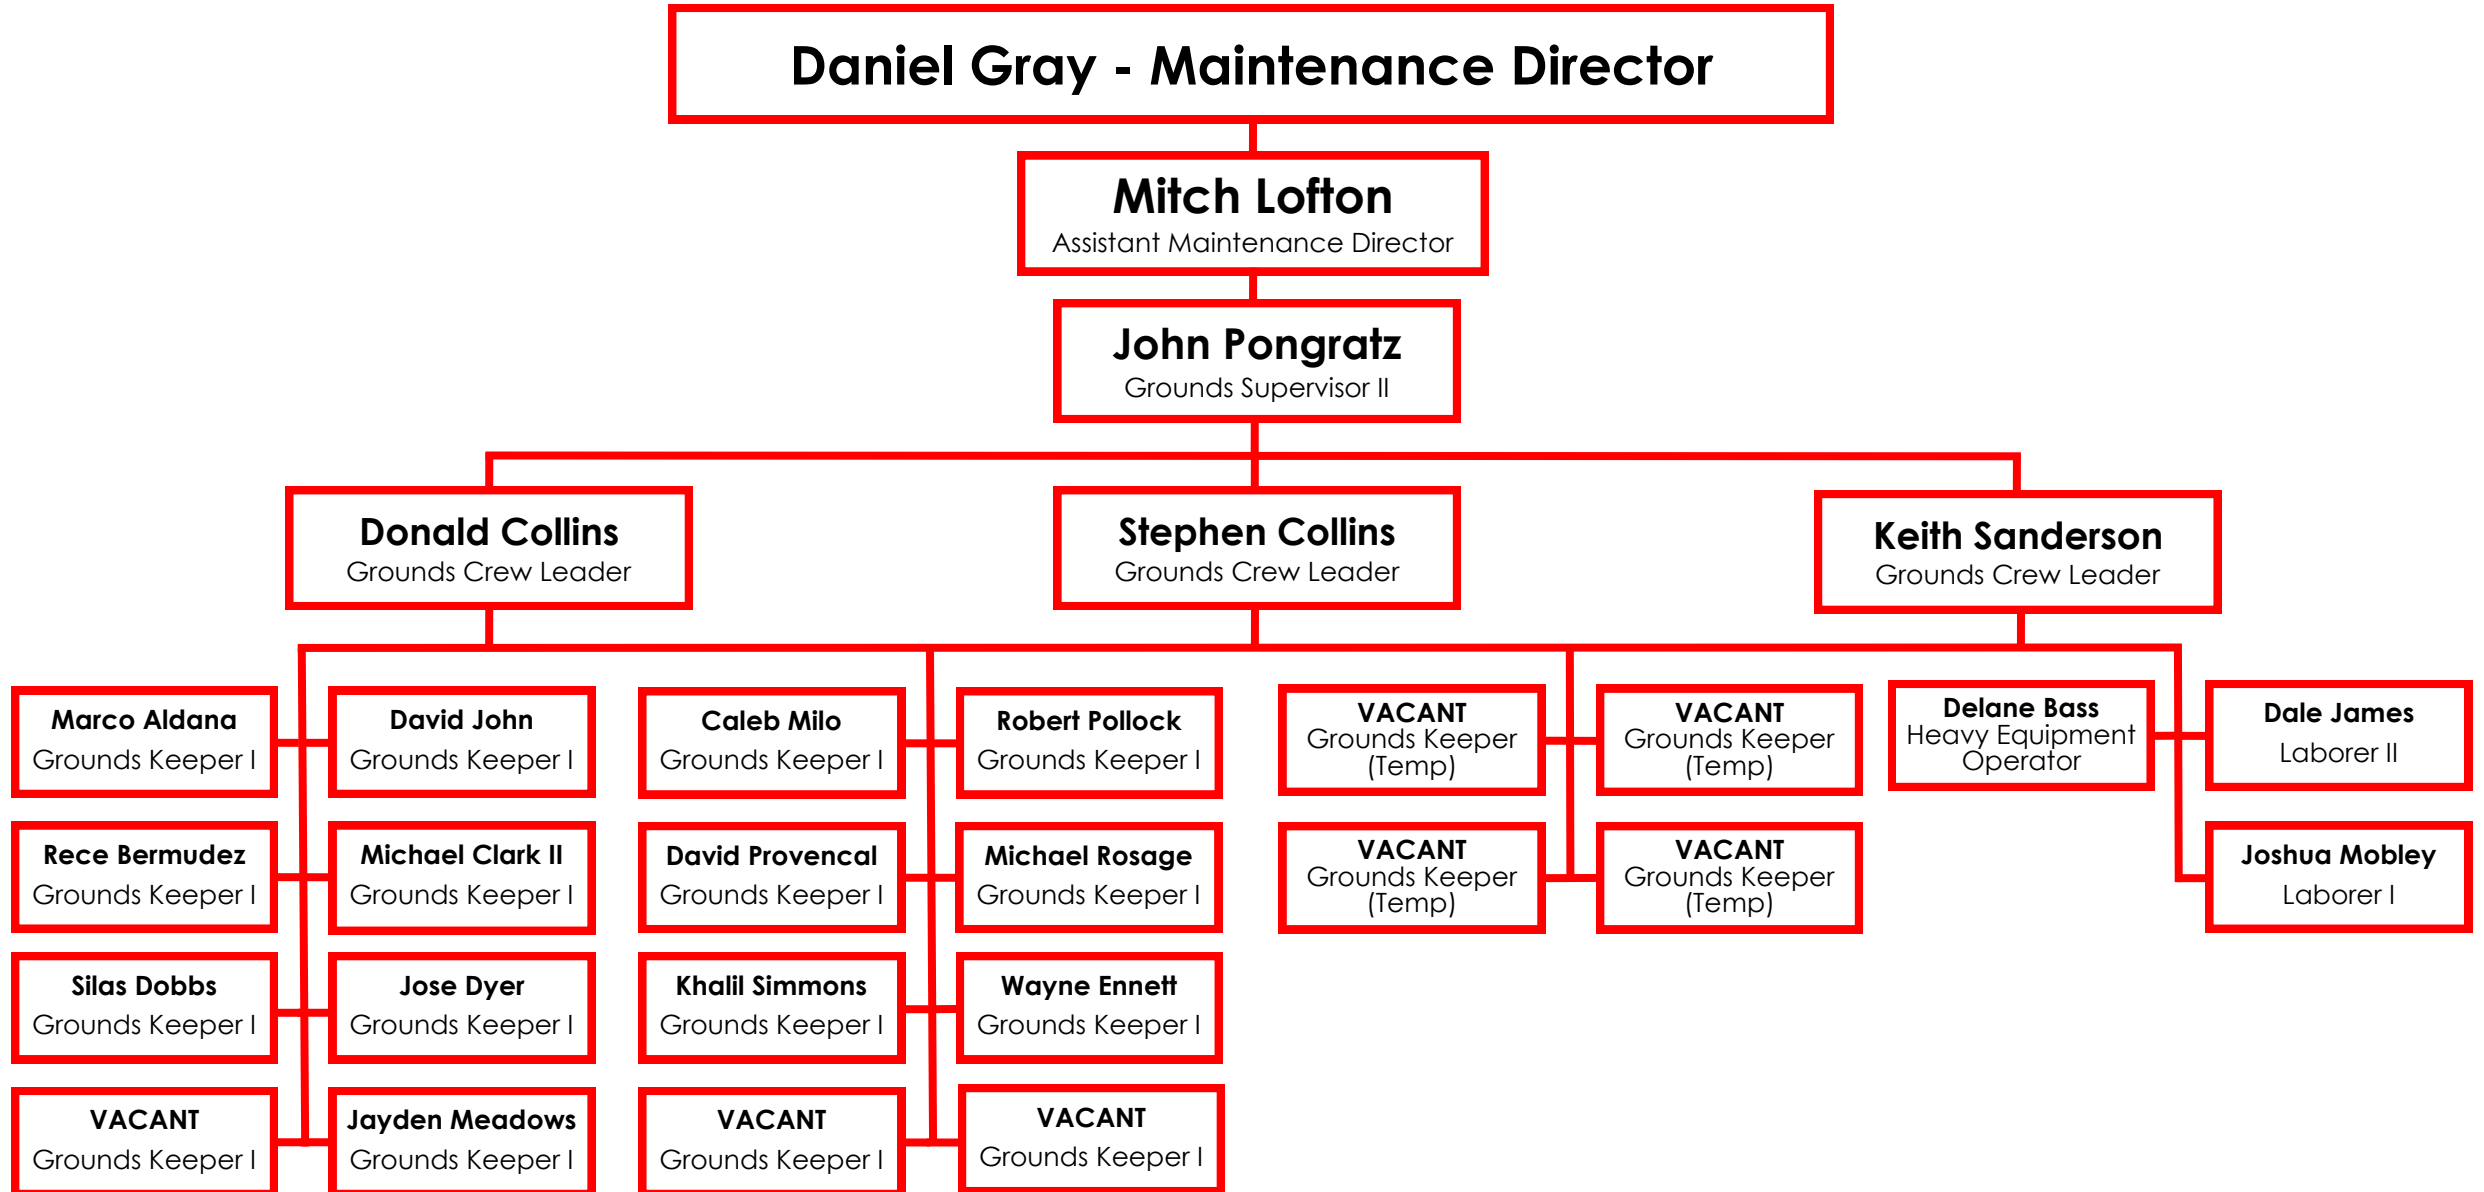 Daniel Gray - Maintenance Director
Mitch Lofton
Assistant Maintenance Director
John Pongratz
Grounds Supervisor II
Donald Collins
Grounds Crew Leader
Stephen Collins
Grounds Crew Leader
Keith Sanderson
Grounds Crew Leader
Marco Aldana
Grounds Keeper I
David John
Grounds Keeper I
Caleb Milo
Grounds Keeper I
Robert Pollock
Grounds Keeper I
VACANT
Grounds Keeper
(Temp)
VACANT
Grounds Keeper
(Temp)
Delane Bass
Heavy Equipment
Operator
Dale James
Laborer II
Rece Bermudez
Grounds Keeper I
Michael Clark II
Grounds Keeper I
David Provencal
Grounds Keeper I
Michael Rosage
Grounds Keeper I
VACANT
Grounds Keeper
(Temp)
VACANT
Grounds Keeper
(Temp)
Joshua Mobley
Laborer I
Silas Dobbs
Grounds Keeper I
Jose Dyer
Grounds Keeper I
Khalil Simmons
Grounds Keeper I
Wayne Ennett
Grounds Keeper I
VACANT
Grounds Keeper I
Jayden Meadows
Grounds Keeper I
VACANT
Grounds Keeper I
VACANT
Grounds Keeper I